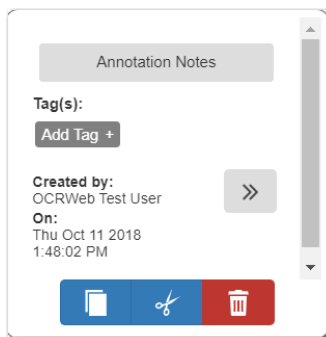 Annotation Notes
Tag(s):
Add Tag +
Created by:
OCRWeb Test User
On:
Thu Oct 11 2018
1:48:02 PM